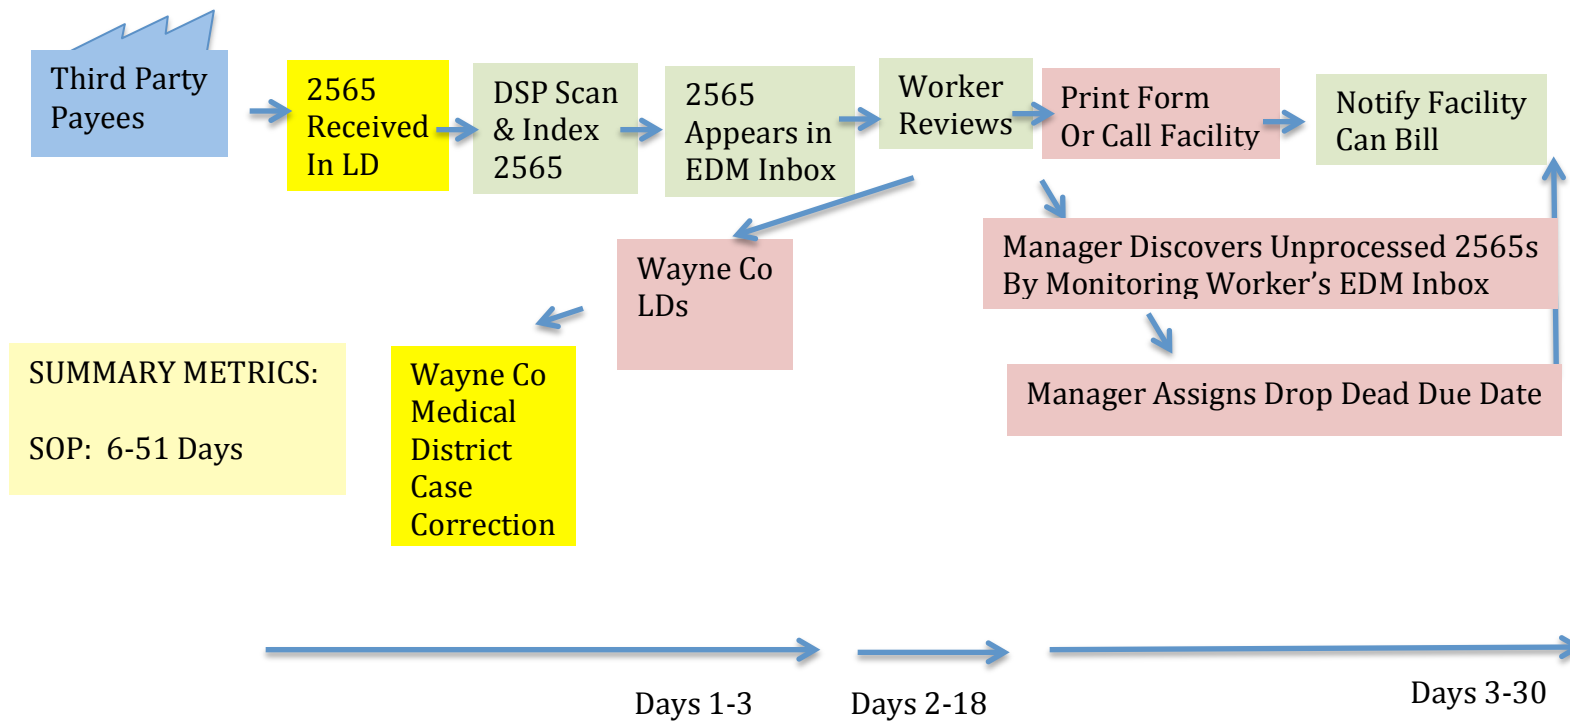 Third Party
Payees
2565
Received
In LD
DSP Scan
& Index
2565
2565
Appears in
EDM Inbox
Worker
Reviews
Print Form
Or Call Facility
Notify Facility
Can Bill
Wayne Co
LDs
Manager Discovers Unprocessed 2565s
By Monitoring Worker’s EDM Inbox
Wayne Co
Medical
District
Case
Correction
Manager Assigns Drop Dead Due Date
SUMMARY METRICS:
SOP: 6-51 Days
Days 1-3
Days 2-18
Days 3-30